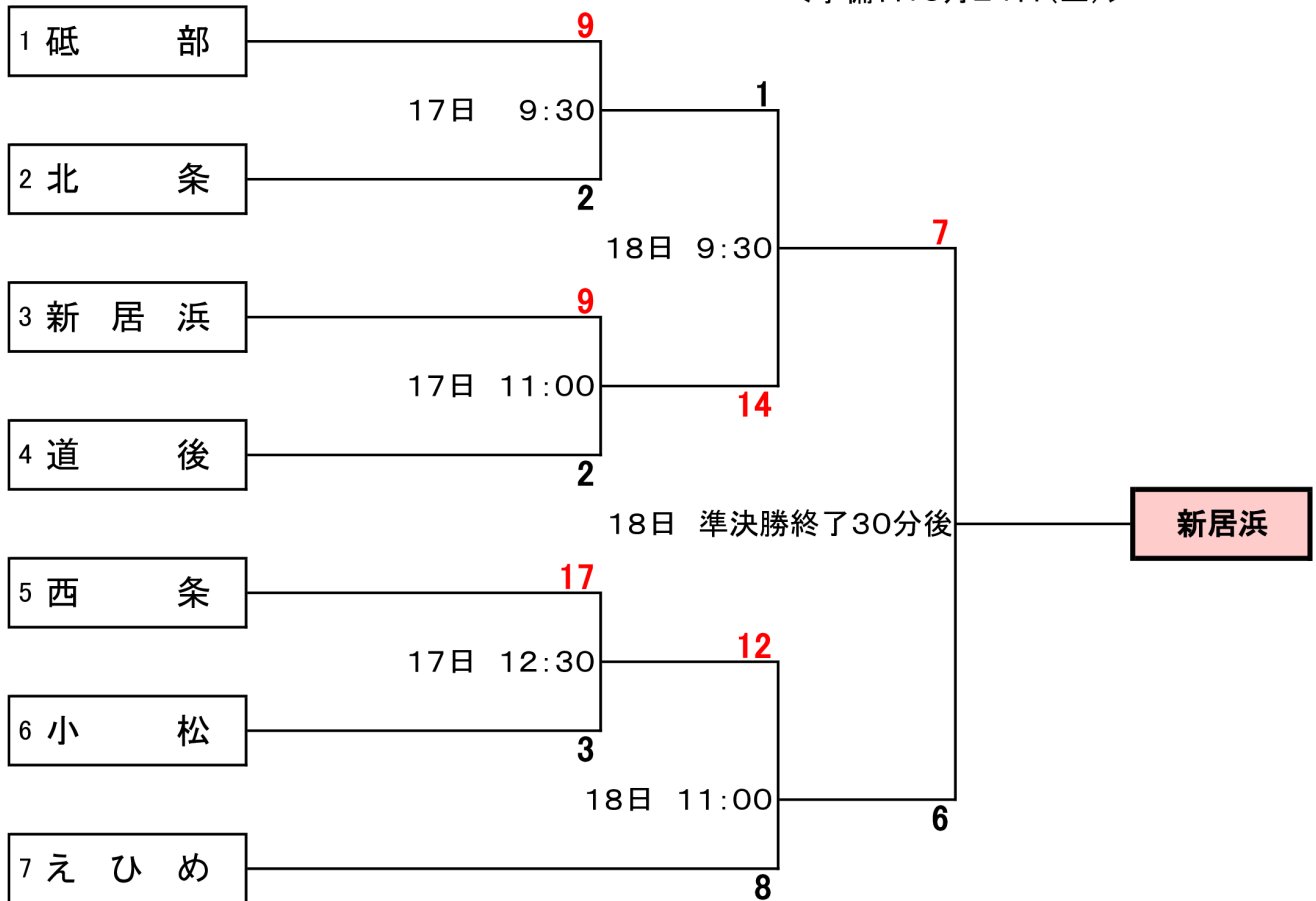 1 砥 部
9
17日 9:30
1
2 北 条
2
18日 9:30
7
3 新 居 浜
9
17日 11:00
14
4 道 後
2
18日 準決勝終了30分後
新居浜
5 西 条
17
17日 12:30
12
6 小 松
3
18日 11:00
6
7 え ひ め
8